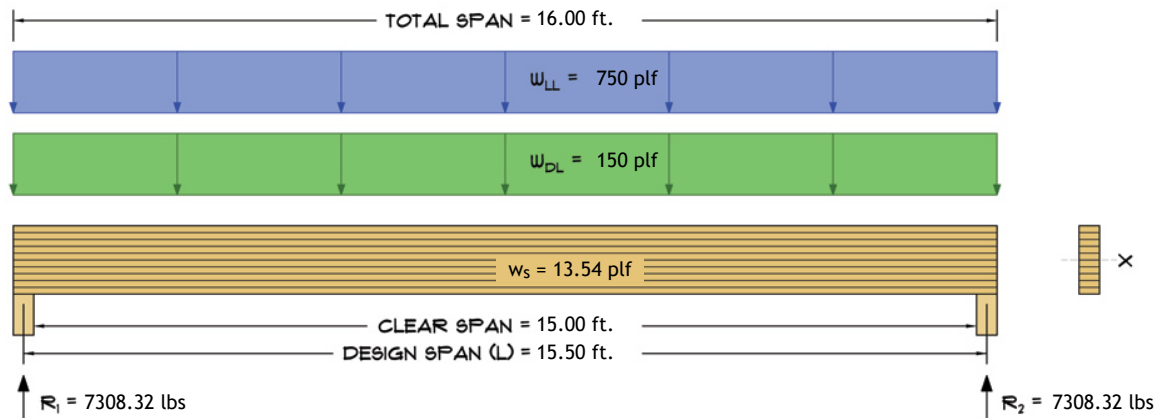 TOTAL SPAN = 16.00 ft.
WLL = 750 plf
WDL = 150 plf
ws = 13.54 plf
X
CLEAR SPAN = 15.00 ft.
DESIGN SPAN (L) = 15.50 ft.
R1 = 7308.32 lbs
R2 = 7308.32 lbs